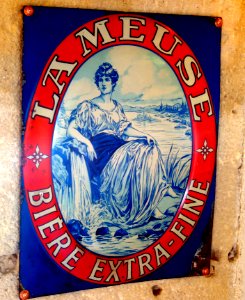 LA MEUSE
BIÈRE EXTRA-FINE